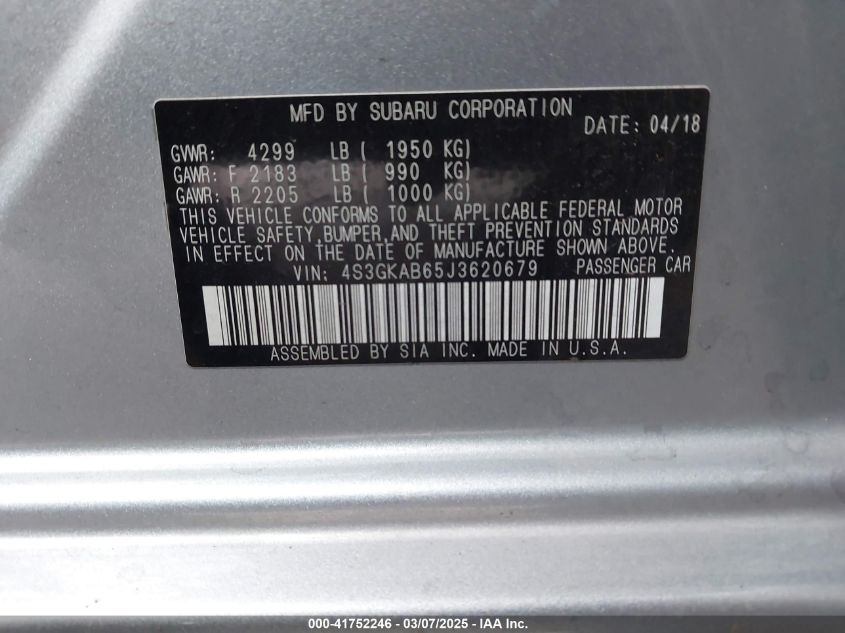 MFD BY SUBARU CORPORATION
DATE: 04/18
GVWR: 4299 LB ( 1950 KG)
GAWR: F 2183 LB ( 990 KG)
GAWR: R 2205 LB ( 1000 KG)
THIS VEHICLE CONFORMS TO ALL APPLICABLE FEDERAL MOTOR
VEHICLE SAFETY,BUMPER,AND THEFT PREVENTION STANDARDS
IN EFFECT ON THE DATE OF MANUFACTURE SHOWN ABOVE.
VIN: 4S3GKAB65J3620679 PASSENGER CAR
ASSEMBLED BY SIA INC. MADE IN U.S.A.
000-41752246 - 03/07/2025 - IAA Inc.